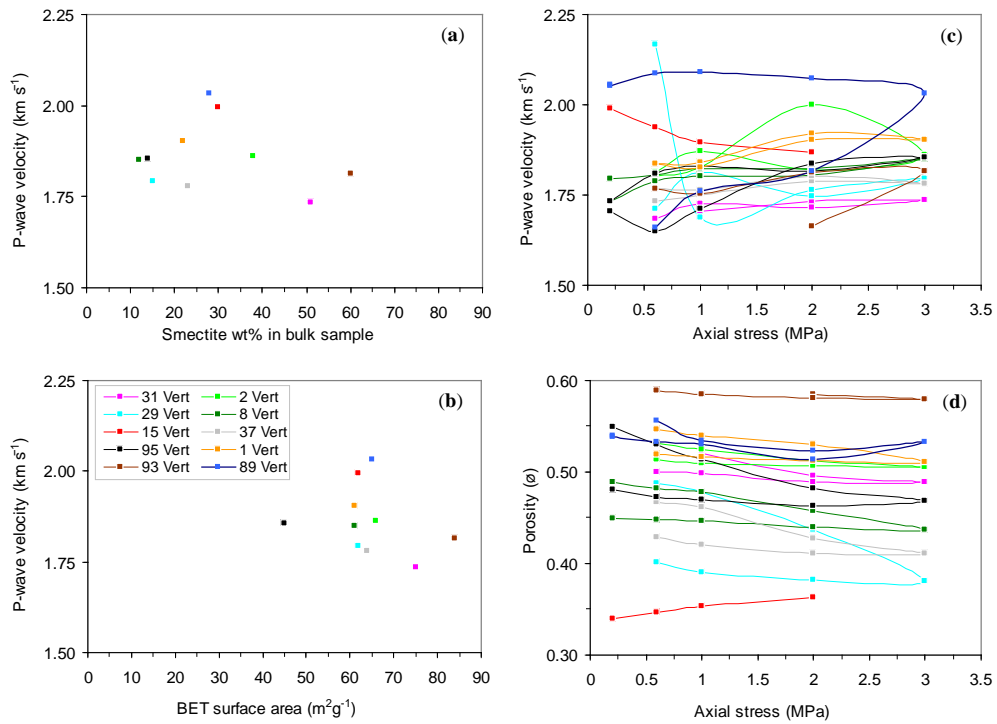 2.25
2.00
1.75
1.50
P-wave velocity (km s⁻¹)
(a)
0 10 20 30 40 50 60 70 80 90
Smectite wt% in bulk sample
2.25
2.00
1.75
1.50
P-wave velocity (km s⁻¹)
(c)
0 0.5 1 1.5 2 2.5 3 3.5
Axial stress (MPa)
2.25
2.00
1.75
1.50
P-wave velocity (km s⁻¹)
(b)
31 Vert 2 Vert
29 Vert 8 Vert
15 Vert 37 Vert
95 Vert 1 Vert
93 Vert 89 Vert
0 10 20 30 40 50 60 70 80 90
BET surface area (m²g⁻¹)
0.60
0.50
0.40
0.30
Porosity (ø)
(d)
0 0.5 1 1.5 2 2.5 3 3.5
Axial stress (MPa)